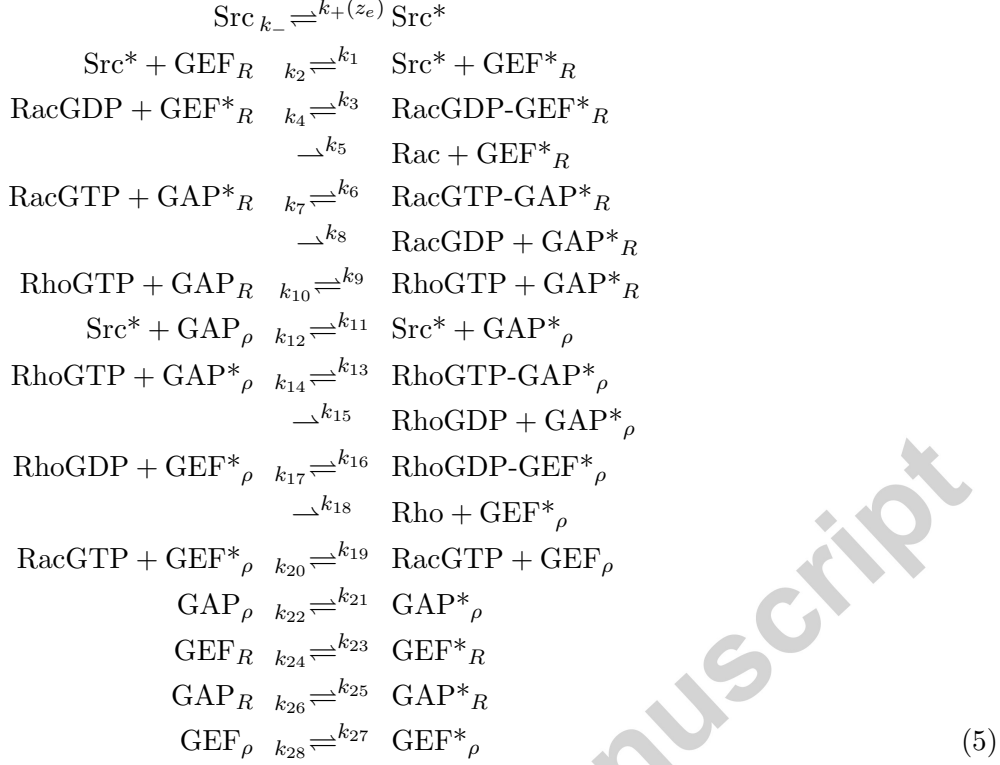 Src k₋ ⇌ k₊(zₑ) Src*
Src* + GEF_R k₂ ⇌ k₁ Src* + GEF*_R
RacGDP + GEF*_R k₄ ⇌ k₃ RacGDP-GEF*_R
⇀ k₅ Rac + GEF*_R
RacGTP + GAP*_R k₇ ⇌ k₆ RacGTP-GAP*_R
⇀ k₈ RacGDP + GAP*_R
RhoGTP + GAP_R k₁₀ ⇌ k₉ RhoGTP + GAP*_R
Src* + GAP_ρ k₁₂ ⇌ k₁₁ Src* + GAP*_ρ
RhoGTP + GAP*_ρ k₁₄ ⇌ k₁₃ RhoGTP-GAP*_ρ
⇀ k₁₅ RhoGDP + GAP*_ρ
RhoGDP + GEF*_ρ k₁₇ ⇌ k₁₆ RhoGDP-GEF*_ρ
⇀ k₁₈ Rho + GEF*_ρ
RacGTP + GEF*_ρ k₂₀ ⇌ k₁₉ RacGTP + GEF_ρ
GAP_ρ k₂₂ ⇌ k₂₁ GAP*_ρ
GEF_R k₂₄ ⇌ k₂₃ GEF*_R
GAP_R k₂₆ ⇌ k₂₅ GAP*_R
GEF_ρ k₂₈ ⇌ k₂₇ GEF*_ρ (5)
nuscript